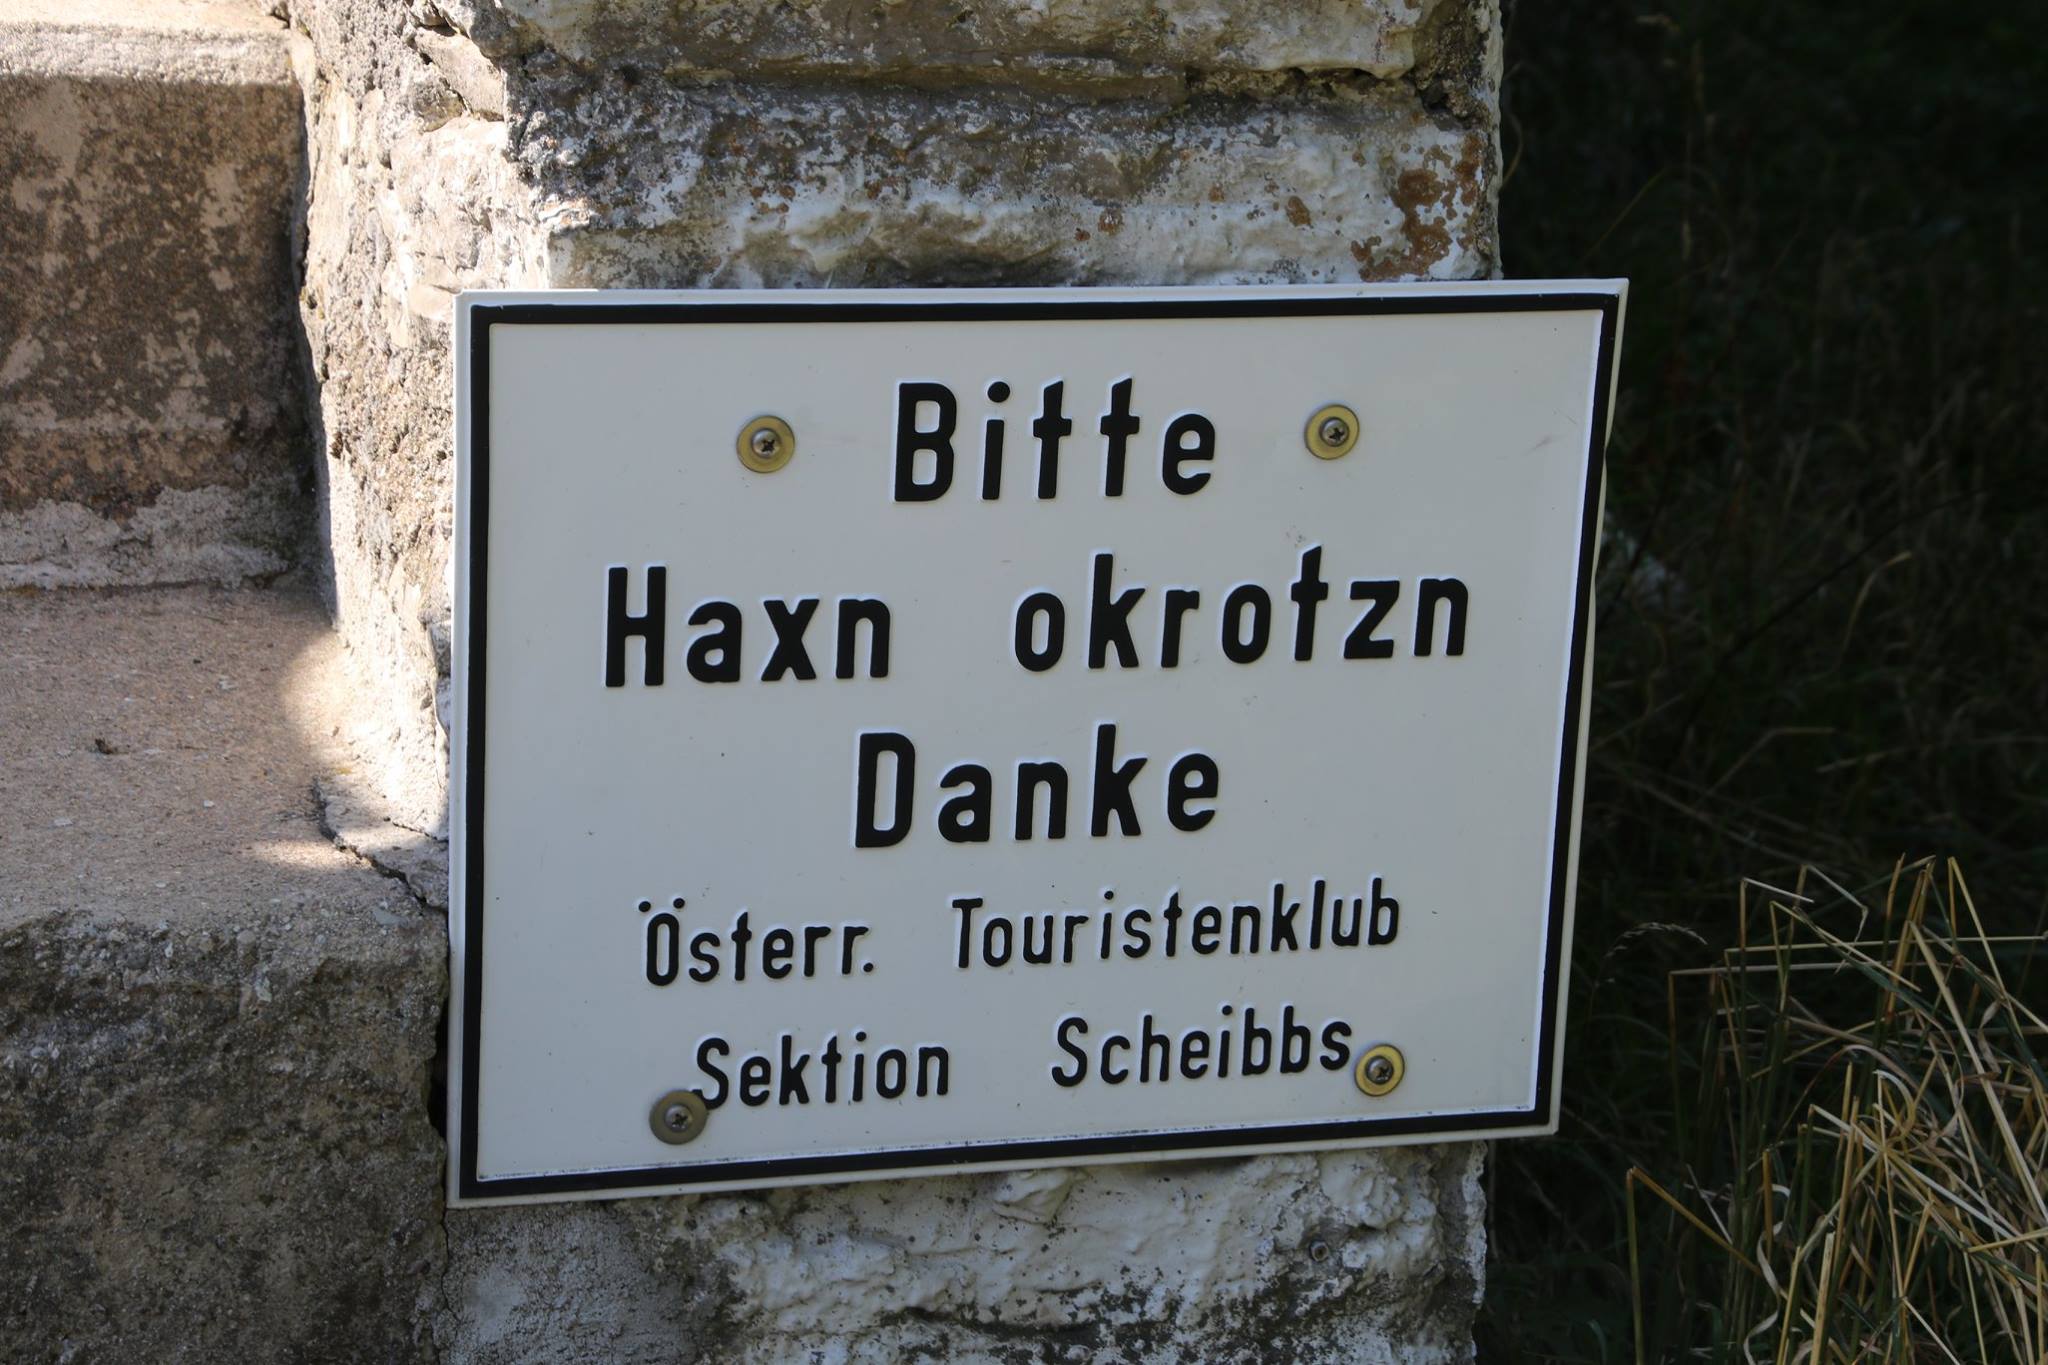 Bitte
Haxn okrotzn
Danke
Österr. Touristenklub
Sektion Scheibbs